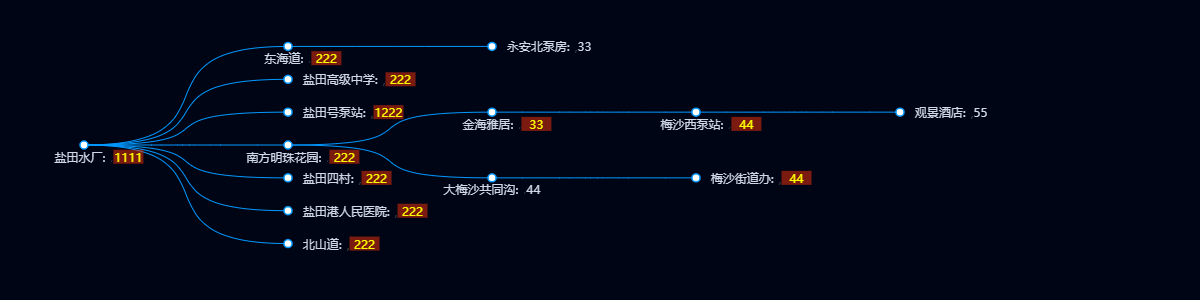 永安北泵房: 33
东海道: 222
盐田高级中学: 222
盐田号泵站: 1222
金海雅居: 33
梅沙西泵站: 44
观景酒店: 55
盐田水厂: 1111
南方明珠花园: 222
盐田四村: 222
大梅沙共同沟: 44
梅沙街道办: 44
盐田港人民医院: 222
北山道: 222